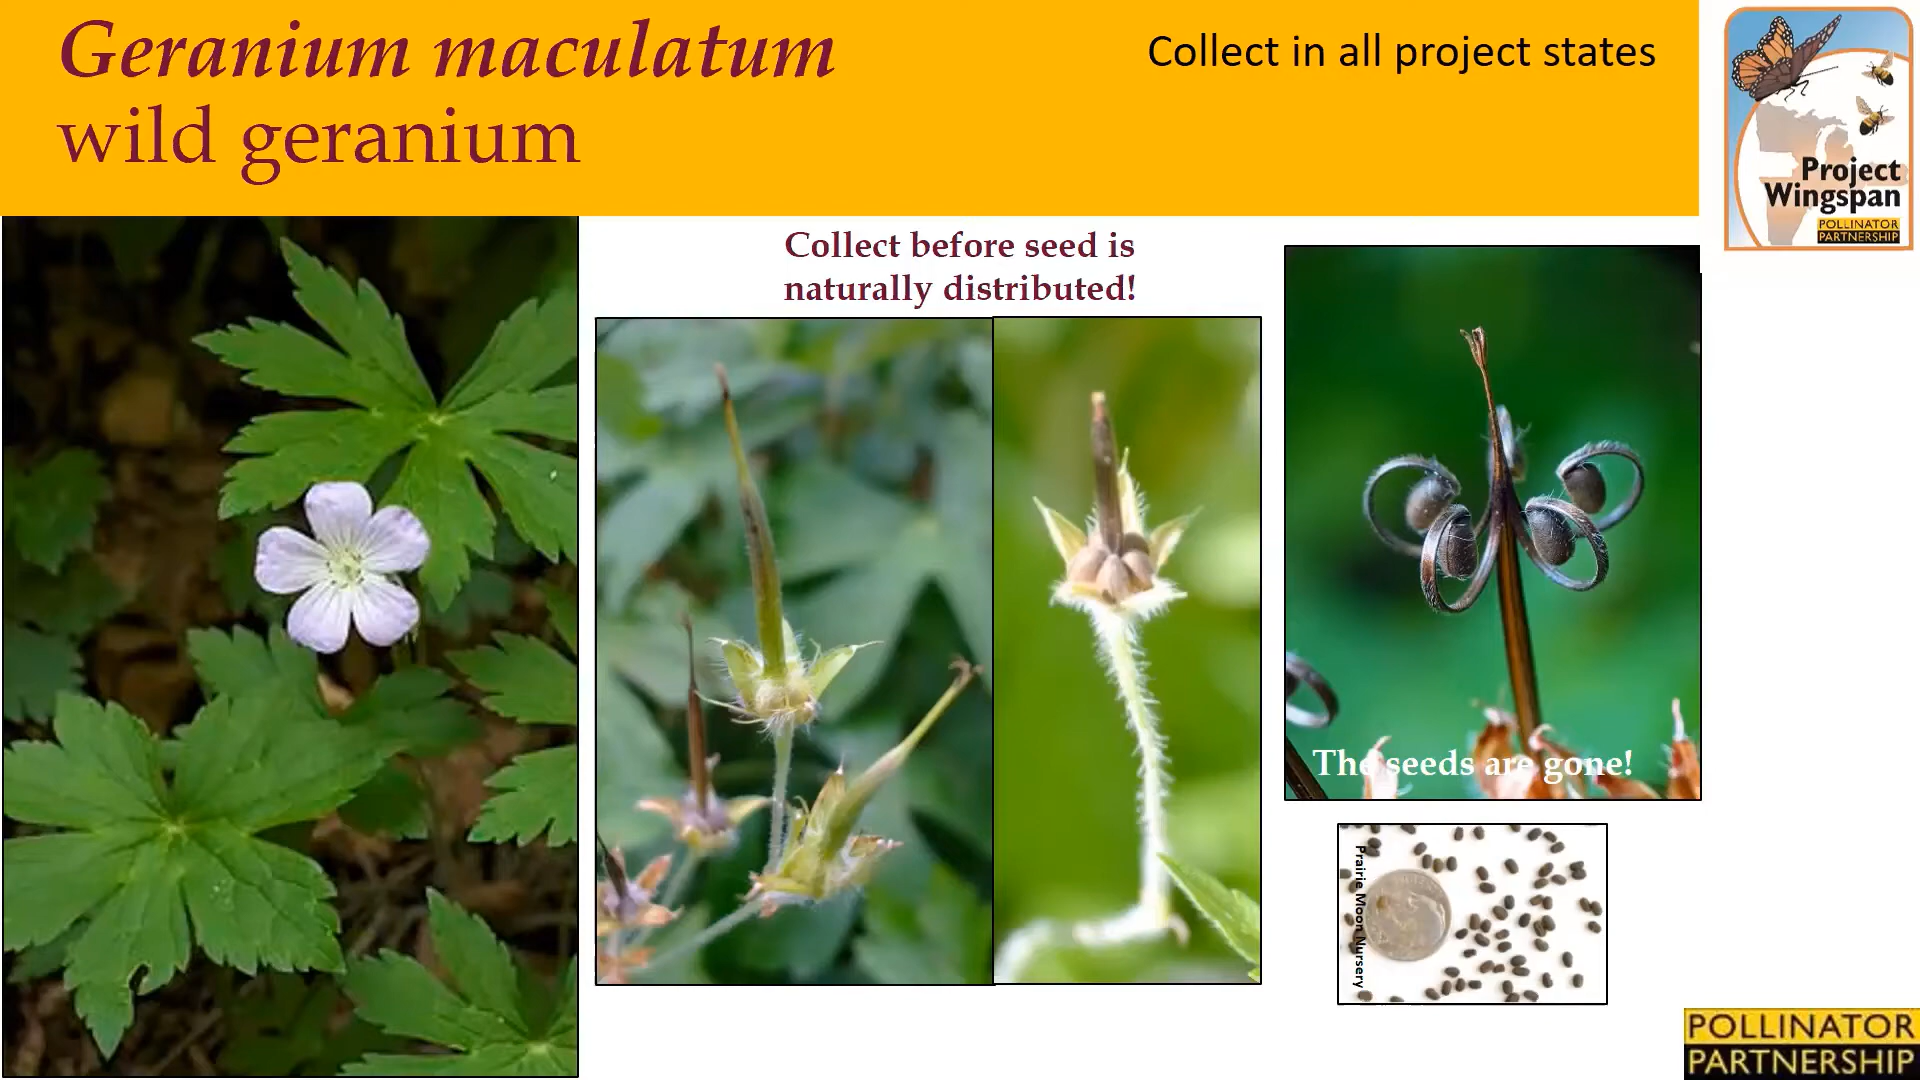 Geranium maculatum
wild geranium
Collect in all project states
Project
Wingspan
POLLINATOR
PARTNERSHIP
Collect before seed is
naturally distributed!
The seeds are gone!
Prairie Moon Nursery
POLLINATOR
PARTNERSHIP